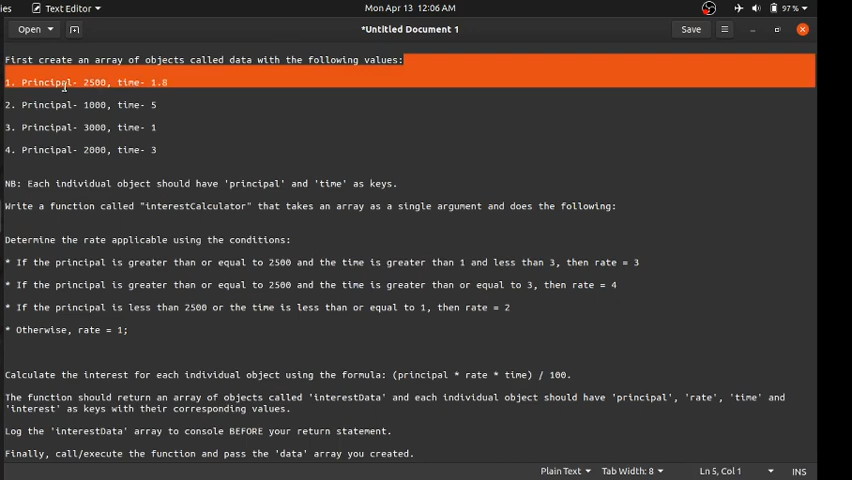 ies Text Editor Mon Apr 13 12:06 AM 97 %
Open *Untitled Document 1 Save
First create an array of objects called data with the following values:
1. Principal- 2500, time- 1.8
2. Principal- 1000, time- 5
3. Principal- 3000, time- 1
4. Principal- 2000, time- 3
NB: Each individual object should have 'principal' and 'time' as keys.
Write a function called "interestCalculator" that takes an array as a single argument and does the following:
Determine the rate applicable using the conditions:
* If the principal is greater than or equal to 2500 and the time is greater than 1 and less than 3, then rate = 3
* If the principal is greater than or equal to 2500 and the time is greater than or equal to 3, then rate = 4
* If the principal is less than 2500 or the time is less than or equal to 1, then rate = 2
* Otherwise, rate = 1;
Calculate the interest for each individual object using the formula: (principal * rate * time) / 100.
The function should return an array of objects called 'interestData' and each individual object should have 'principal', 'rate', 'time' and
'interest' as keys with their corresponding values.
Log the 'interestData' array to console BEFORE your return statement.
Finally, call/execute the function and pass the 'data' array you created.
Plain Text Tab Width: 8 Ln 5, Col 1 INS